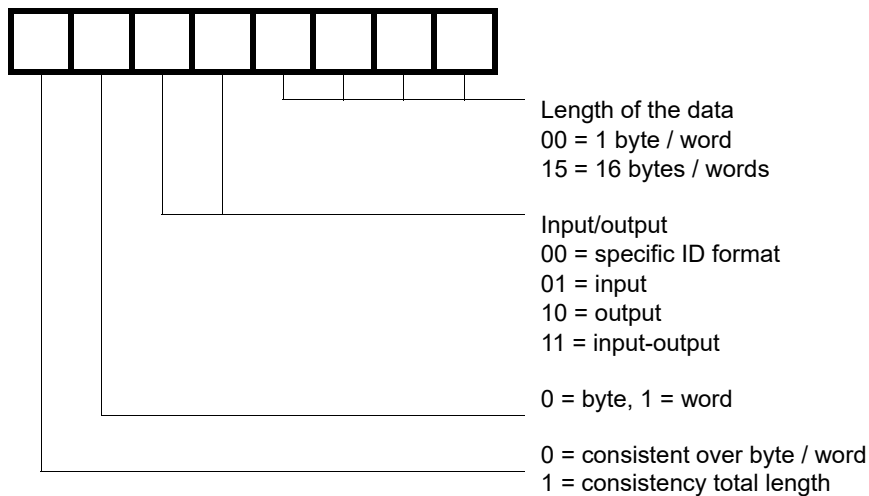 Length of the data
00 = 1 byte / word
15 = 16 bytes / words
Input/output
00 = specific ID format
01 = input
10 = output
11 = input-output
0 = byte, 1 = word
0 = consistent over byte / word
1 = consistency total length